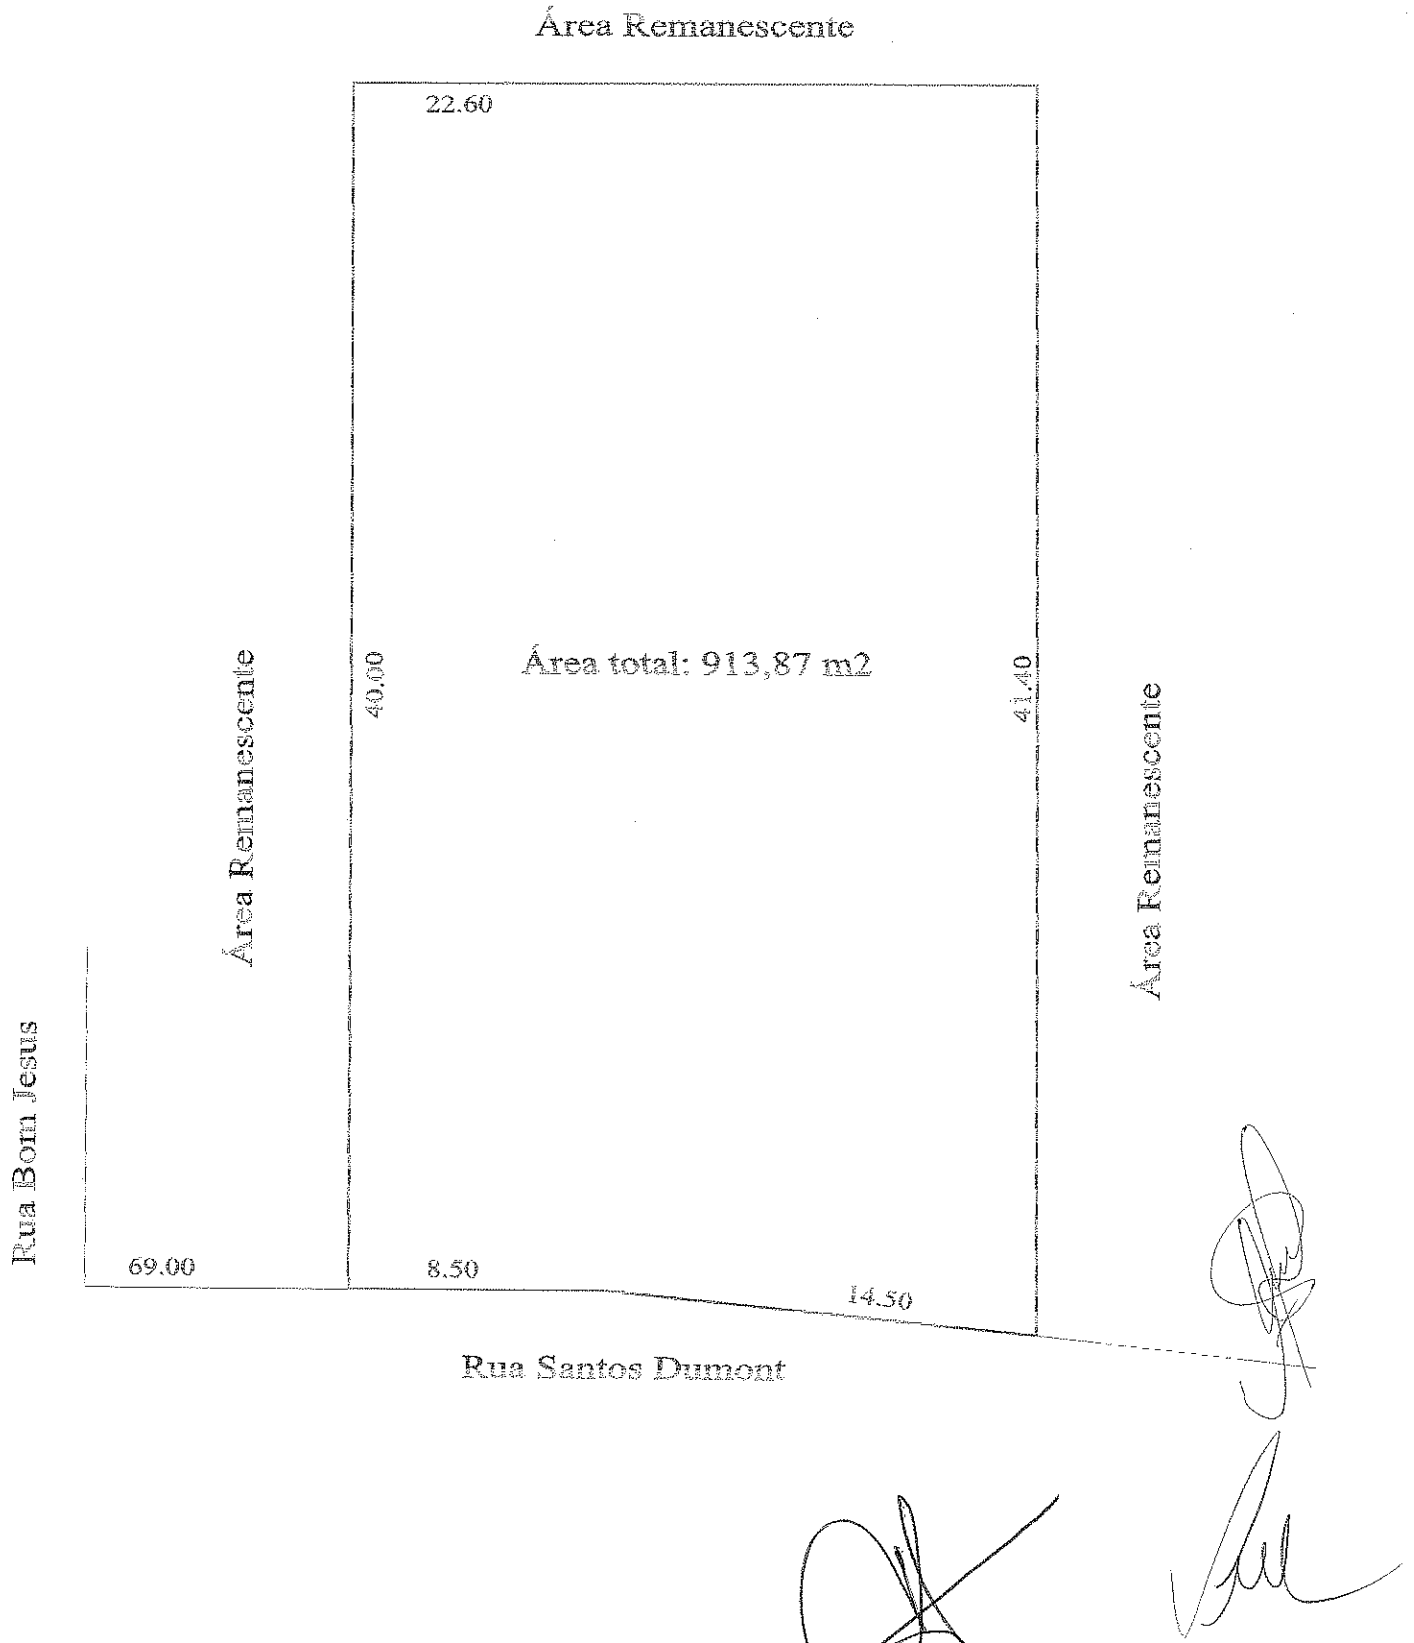 Área Remanescente
22.60
Área Remanescente
40.00
Área total: 913,87 m2
41.40
Área Remanescente
Rua Bom Jesus
69.00
8.50
14.50
Rua Santos Dumont